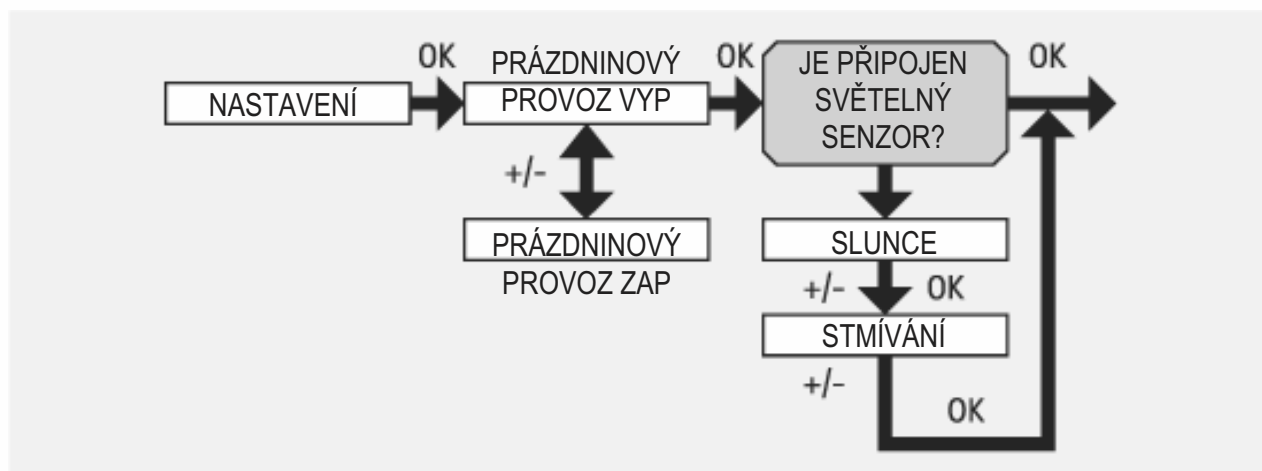 NASTAVENÍ
OK
PRÁZDNINOVÝ
PROVOZ VYP
OK
JE PŘIPOJEN
SVĚTELNÝ
SENZOR?
OK
+/-
PRÁZDNINOVÝ
PROVOZ ZAP
SLUNCE
+/- OK
STMÍVÁNÍ
+/-
OK